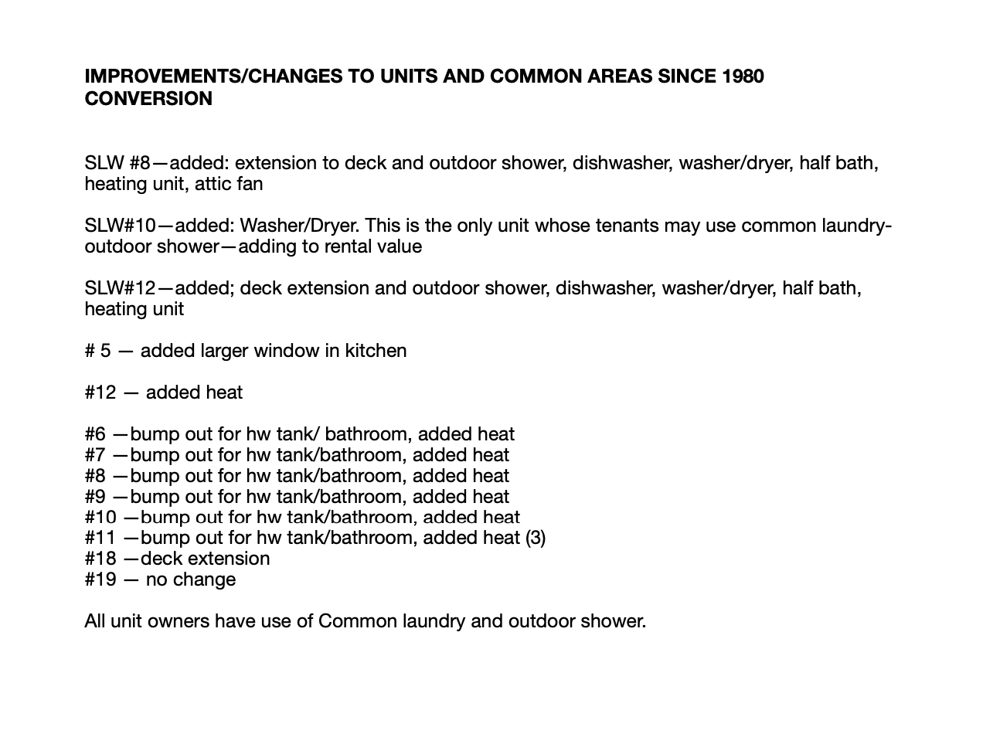 IMPROVEMENTS/CHANGES TO UNITS AND COMMON AREAS SINCE 1980
CONVERSION
SLW #8—added: extension to deck and outdoor shower, dishwasher, washer/dryer, half bath,
heating unit, attic fan
SLW#10—added: Washer/Dryer. This is the only unit whose tenants may use common laundry-
outdoor shower—adding to rental value
SLW#12—added; deck extension and outdoor shower, dishwasher, washer/dryer, half bath,
heating unit
# 5 — added larger window in kitchen
#12 — added heat
#6 —bump out for hw tank/ bathroom, added heat
#7 —bump out for hw tank/bathroom, added heat
#8 —bump out for hw tank/bathroom, added heat
#9 —bump out for hw tank/bathroom, added heat
#10 —bump out for hw tank/bathroom, added heat
#11 —bump out for hw tank/bathroom, added heat (3)
#18 —deck extension
#19 — no change
All unit owners have use of Common laundry and outdoor shower.